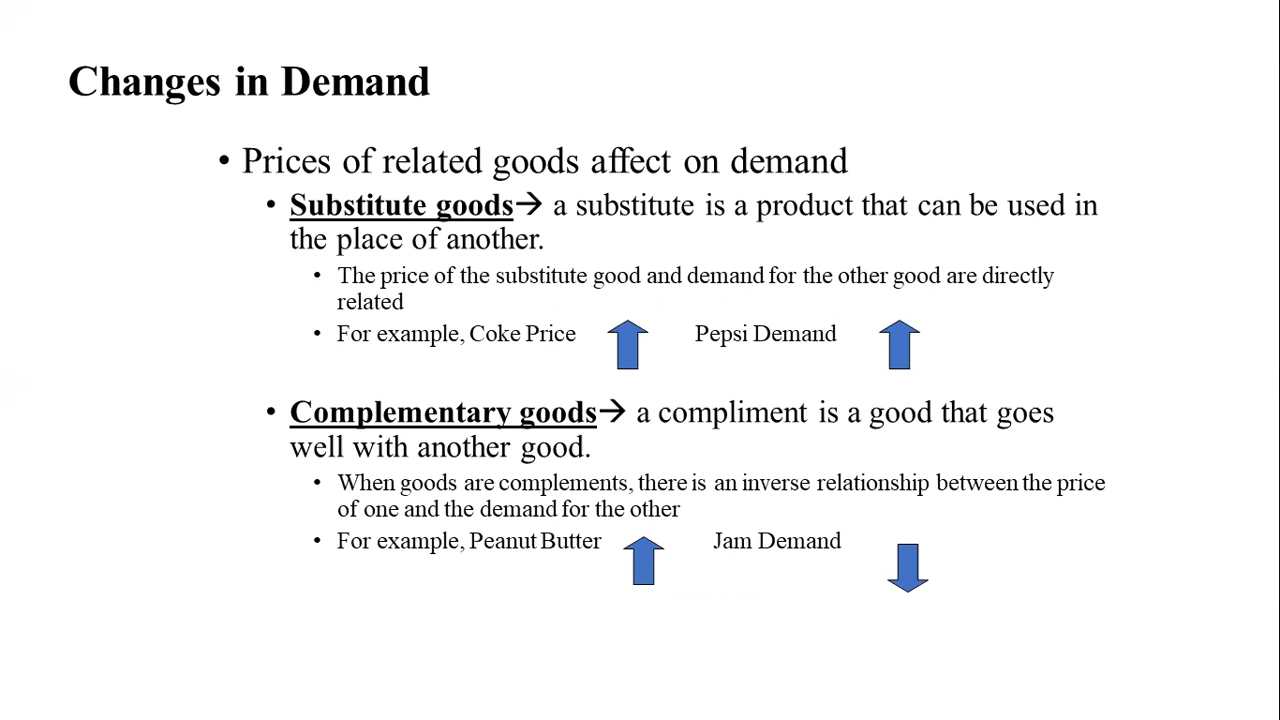 Changes in Demand
• Prices of related goods affect on demand
• Substitute goods→ a substitute is a product that can be used in
the place of another.
• The price of the substitute good and demand for the other good are directly
related
• For example, Coke Price Pepsi Demand
• Complementary goods→ a compliment is a good that goes
well with another good.
• When goods are complements, there is an inverse relationship between the price
of one and the demand for the other
• For example, Peanut Butter Jam Demand